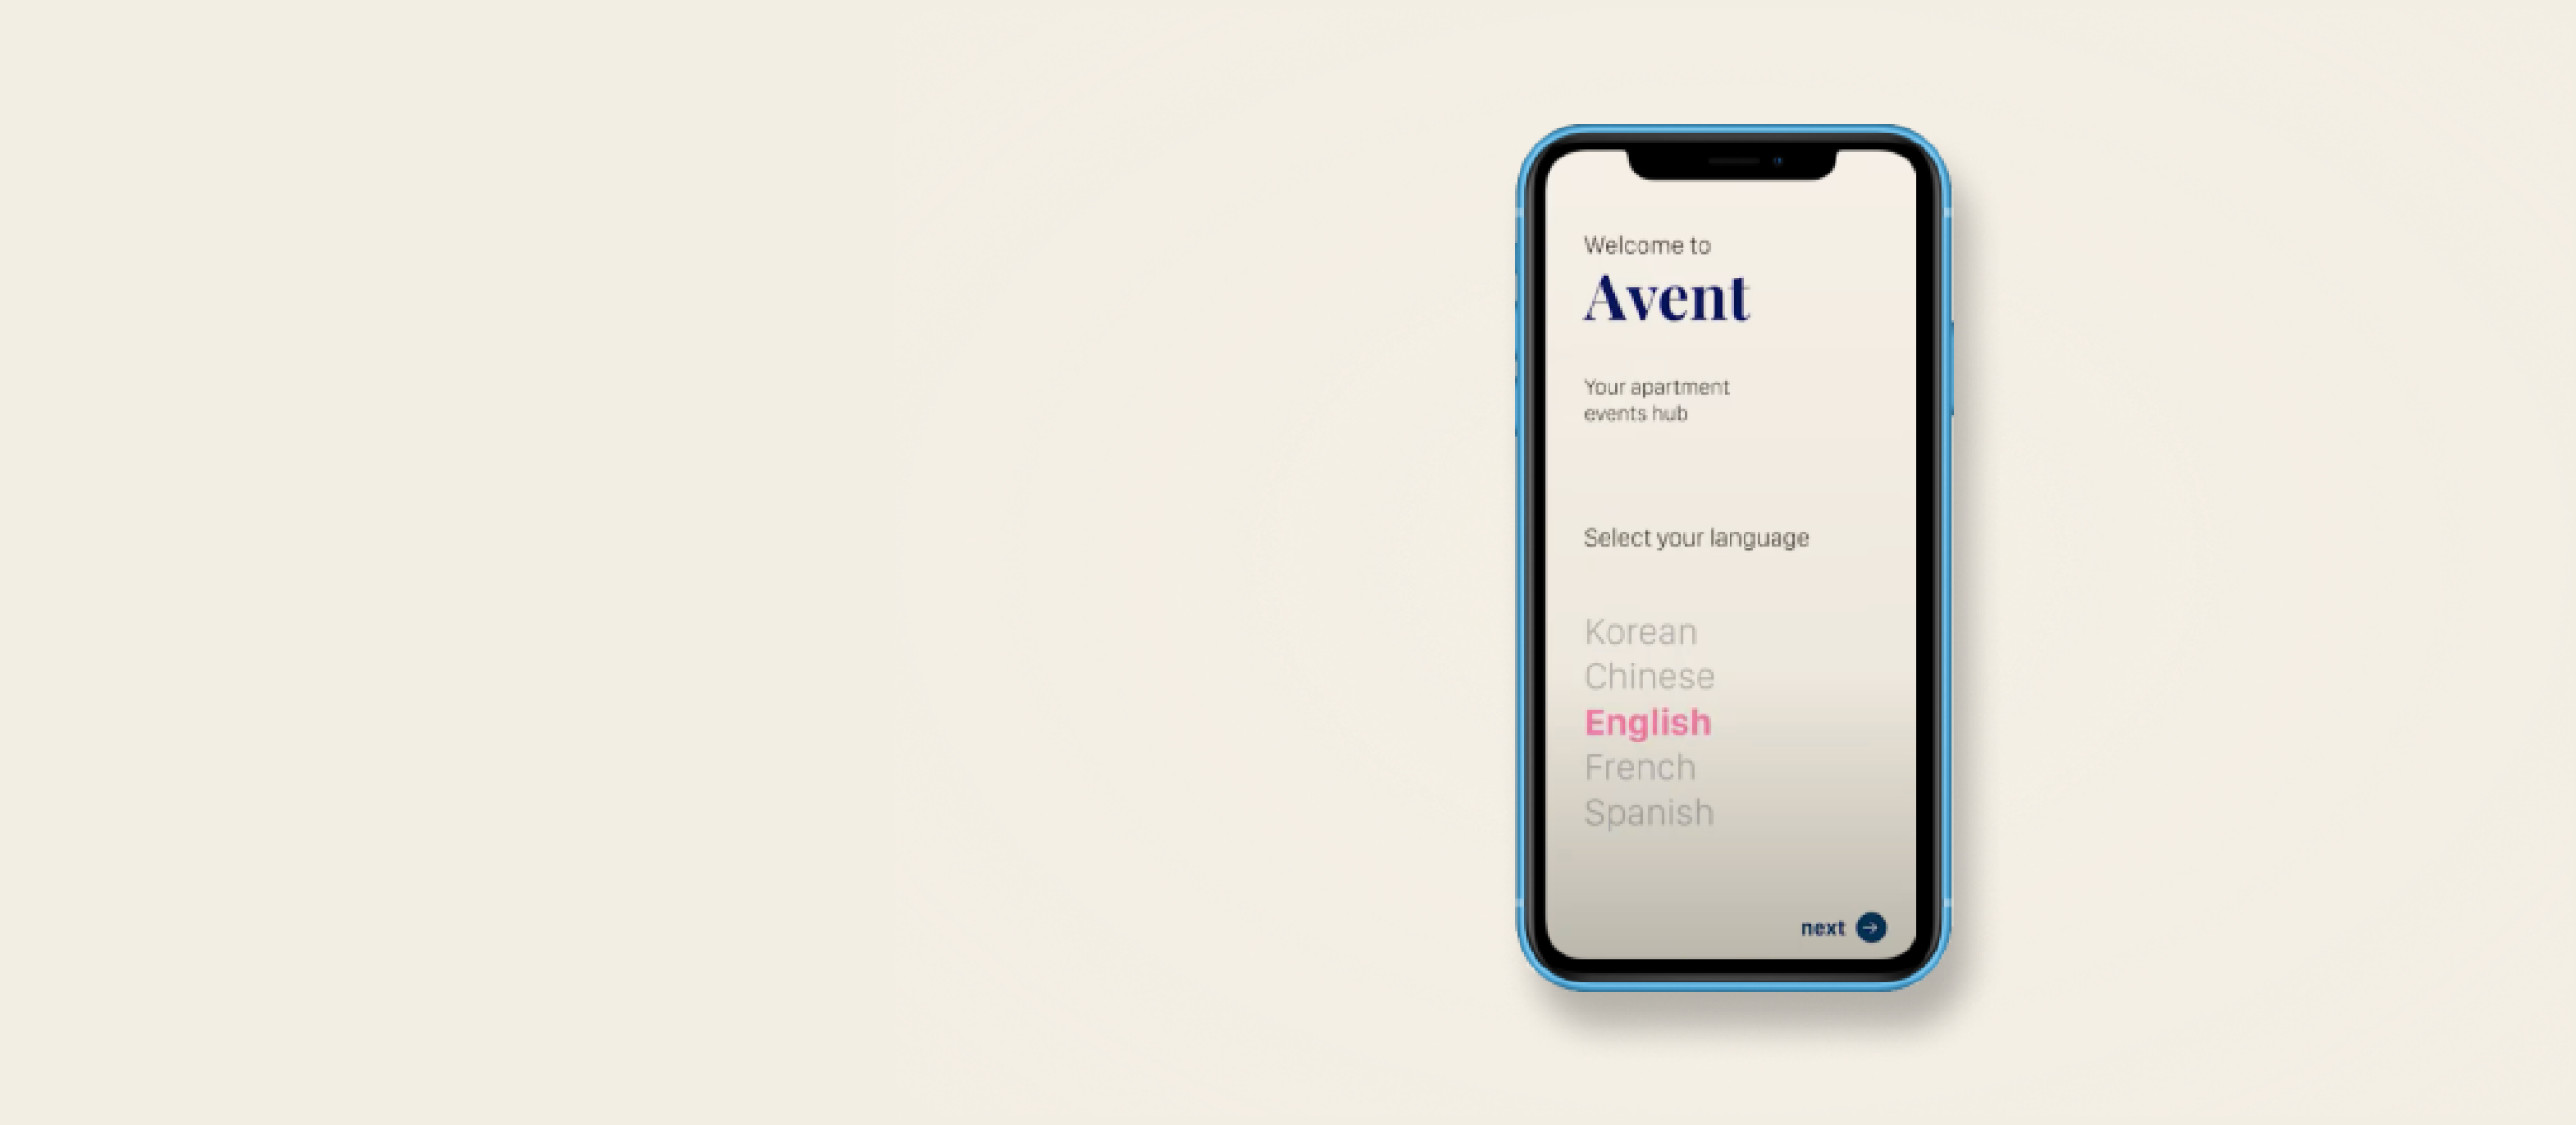 Welcome to
Avent
Your apartment
events hub
Select your language
Korean
Chinese
English
French
Spanish
next